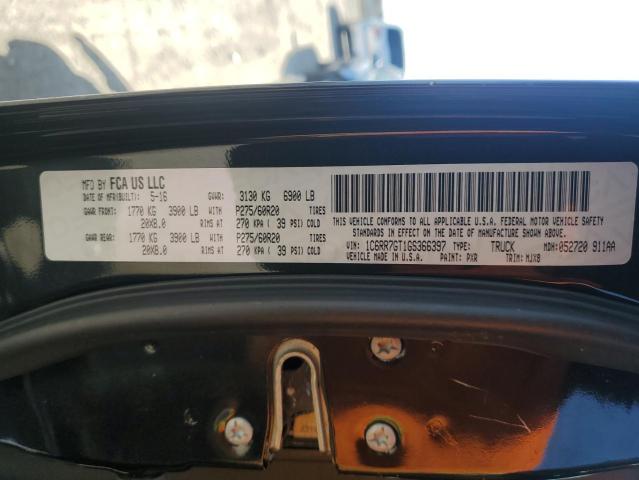 MFD BY FCA US LLC
DATE OF MFR(BUILT): 5-16 GVWR: 3130 KG 6900 LB
GAWR FRONT: 1770 KG 3900 LB WITH P275/60R20 TIRES
20X8.0 RIMS AT 270 KPA ( 39 PSI) COLD
GAWR REAR: 1770 KG 3900 LB WITH P275/60R20 TIRES
20X8.0 RIMS AT 270 KPA ( 39 PSI) COLD
THIS VEHICLE CONFORMS TO ALL APPLICABLE U.S.A. FEDERAL MOTOR VEHICLE SAFETY
STANDARDS IN EFFECT ON THE DATE OF MANUFACTURE SHOWN ABOVE.
VIN: 1C6RR7GT1GS366397 TYPE: TRUCK MDH: 052720 911AA
VEHICLE MADE IN U.S.A. PAINT: PXR TRIM: MJX8